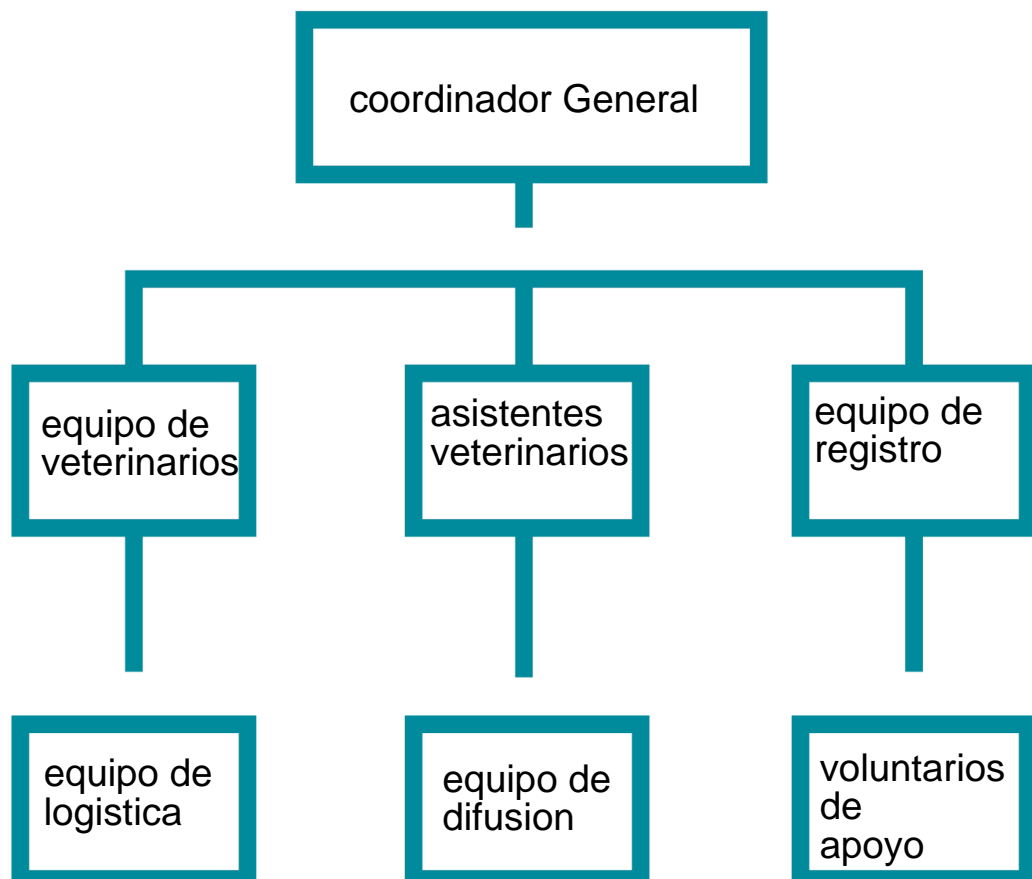 coordinador General
equipo de
veterinarios
asistentes
veterinarios
equipo de
registro
equipo de
logistica
equipo de
difusion
voluntarios
de
apoyo